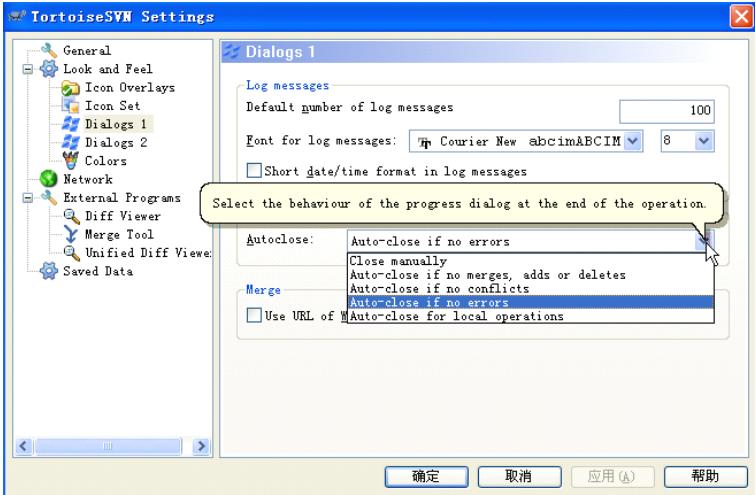 TortoiseSVN Settings
General
Look and Feel
Icon Overlays
Icon Set
Dialogs 1
Dialogs 2
Colors
Network
External Programs
Diff Viewer
Merge Tool
Unified Diff Viewe
Saved Data
Dialogs 1
Log messages
Default number of log messages 100
Font for log messages: Courier New abcimABCIM 8
Short date/time format in log messages
Select the behaviour of the progress dialog at the end of the operation.
Autoclose: Auto-close if no errors
Close manually
Auto-close if no merges, adds or deletes
Auto-close if no conflicts
Auto-close if no errors
Auto-close for local operations
Merge
Use URL of
确定 取消 应用(A) 帮助